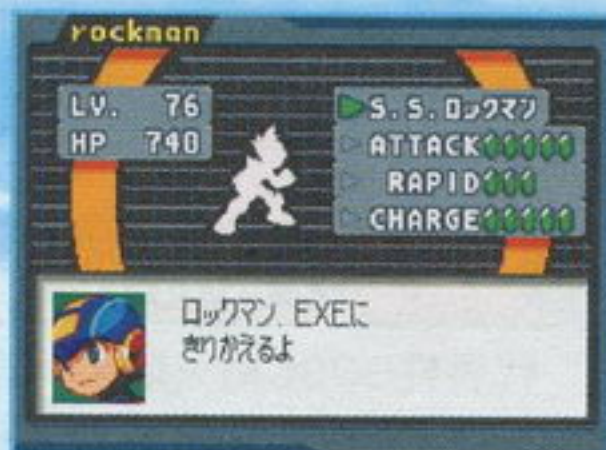 rockman
LV. 76
HP 740
S.S.ロックマン
ATTACK
RAPID
CHARGE
ロックマン.EXEに
きりかえるよ